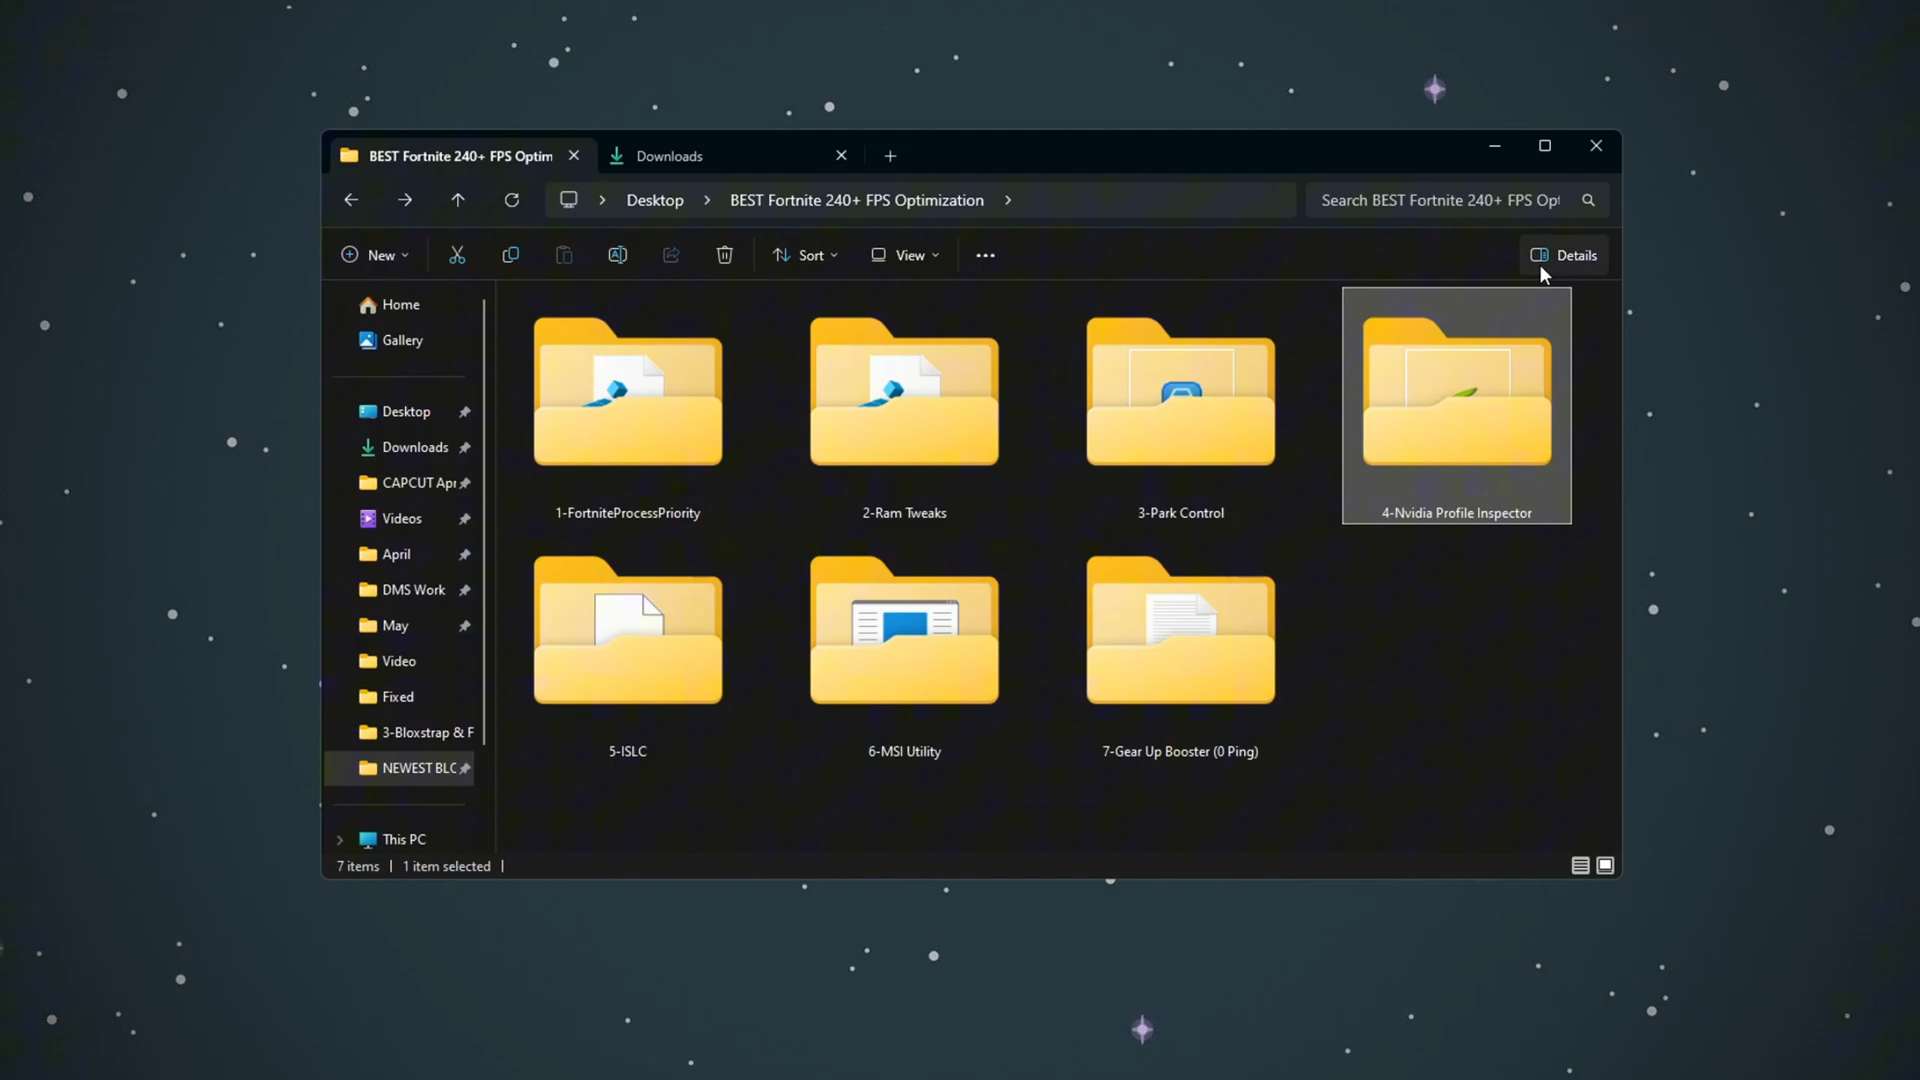 BEST Fortnite 240+ FPS Optim
Downloads
Desktop
BEST Fortnite 240+ FPS Optimization
Search BEST Fortnite 240+ FPS Opt
New
Sort
View
Details
Home
Gallery
Desktop
Downloads
CAPCUT Apr
Videos
April
DMS Work
May
Video
Fixed
3-Bloxstrap & F
NEWEST BLO
This PC
1-FortniteProcessPriority
2-Ram Tweaks
3-Park Control
4-Nvidia Profile Inspector
5-ISLC
6-MSI Utility
7-Gear Up Booster (0 Ping)
7 items
1 item selected